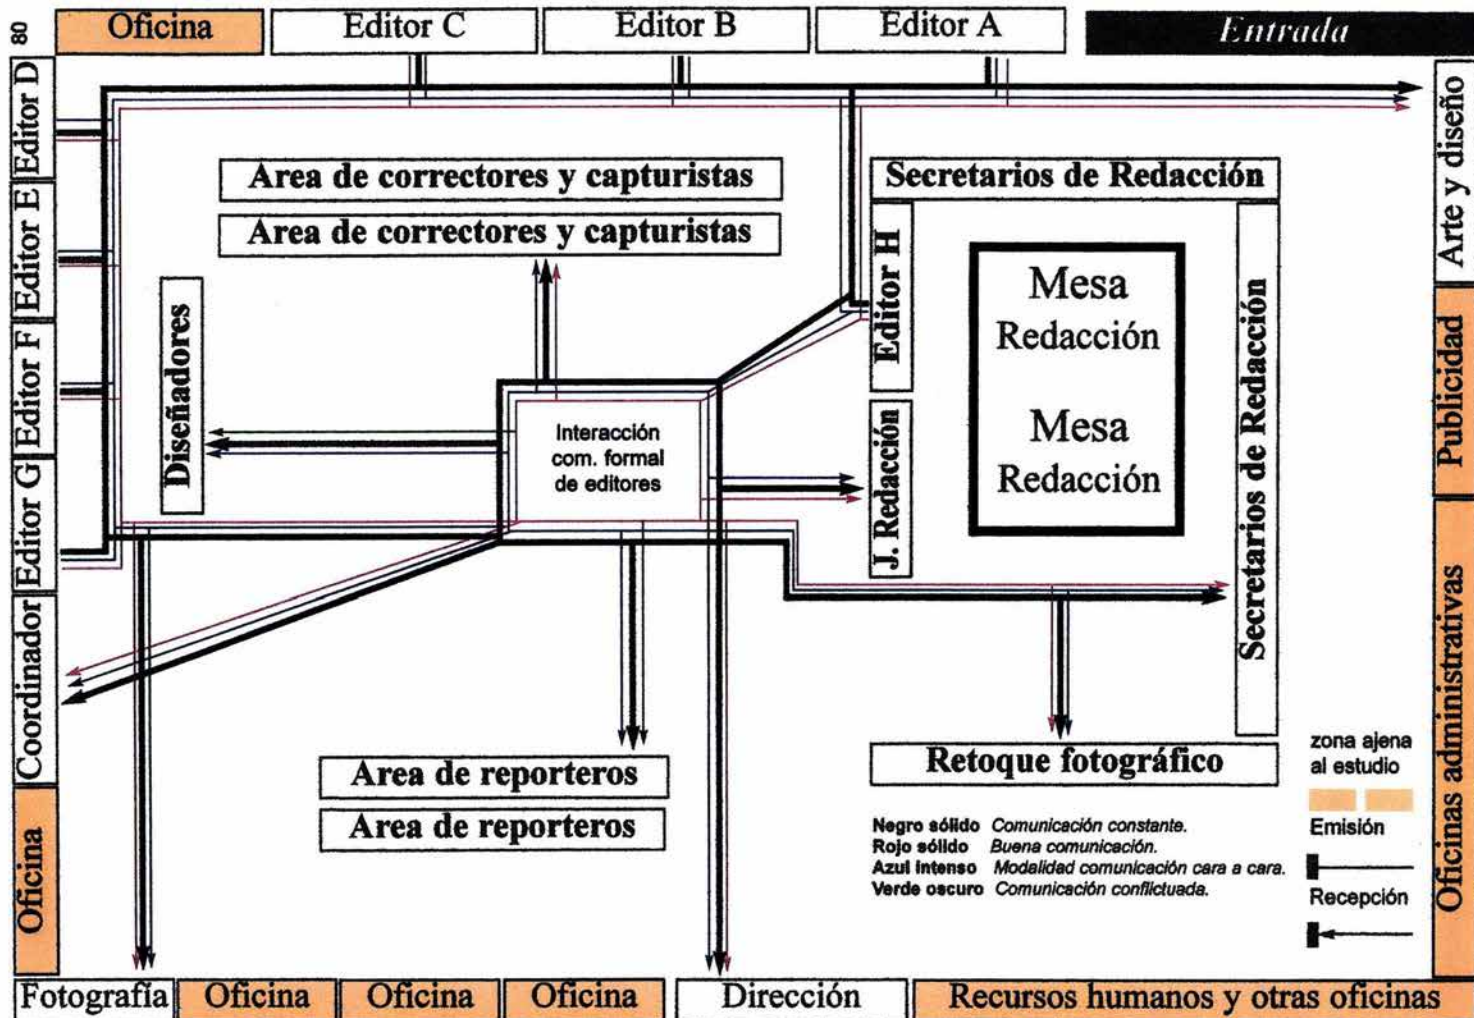 80
Oficina
Editor C
Editor B
Editor A
Entrada
Editor D
Editor E
Editor F
Editor G
Coordinador
Oficina
Area de correctores y capturistas
Area de correctores y capturistas
Diseñadores
Interacción
com. formal
de editores
Secretarios de Redacción
Editor H
J. Redacción
Mesa
Redacción
Mesa
Redacción
Secretarios de Redacción
Arte y diseño
Publicidad
Oficinas administrativas
Area de reporteros
Area de reporteros
Retoque fotográfico
Negro sólido Comunicación constante.
Rojo sólido Buena comunicación.
Azul intenso Modalidad comunicación cara a cara.
Verde oscuro Comunicación conflictuada.
zona ajena
al estudio
Emisión
Recepción
Fotografía
Oficina
Oficina
Oficina
Dirección
Recursos humanos y otras oficinas